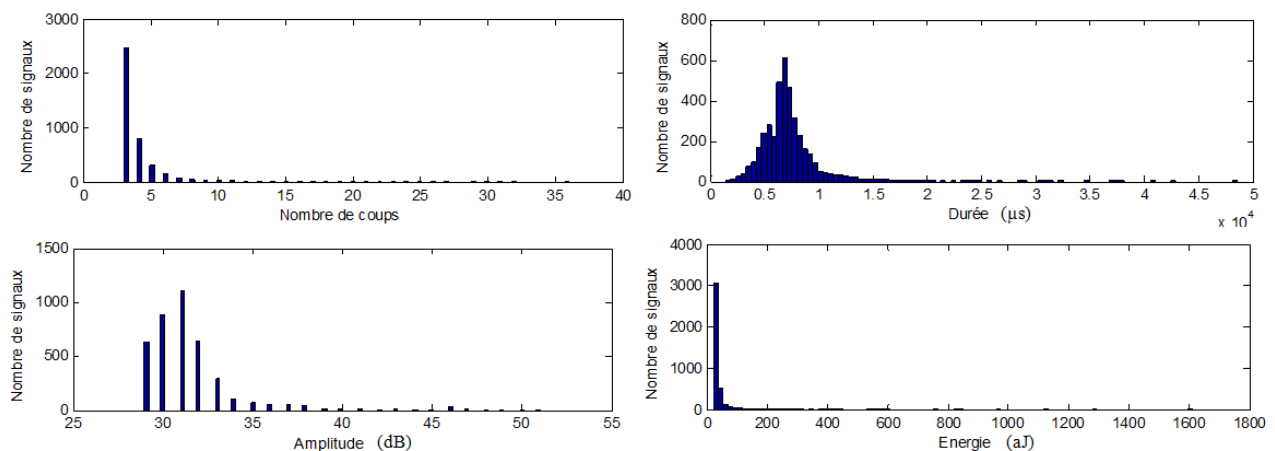 Nombre de signaux
3000
2000
1000
0
0 5 10 15 20 25 30 35 40
Nombre de coups
Nombre de signaux
800
600
400
200
0
0 0.5 1 1.5 2 2.5 3 3.5 4 4.5 5
Durée (µs)
x 10⁴
Nombre de signaux
1500
1000
500
0
25 30 35 40 45 50 55
Amplitude (dB)
Nombre de signaux
4000
3000
2000
1000
0
0 200 400 600 800 1000 1200 1400 1600 1800
Energie (aJ)